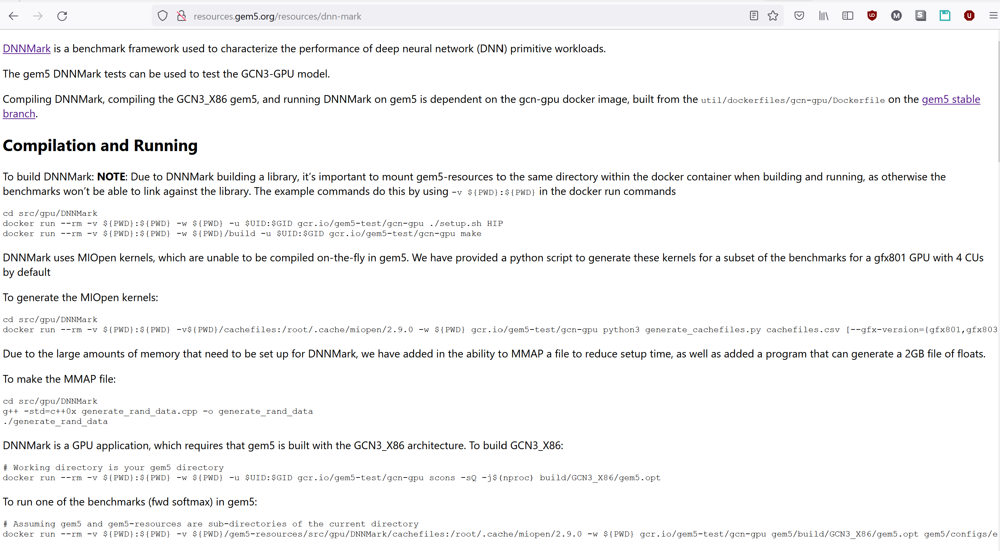 resources.gem5.org/resources/dnn-mark
DNNMark is a benchmark framework used to characterize the performance of deep neural network (DNN) primitive workloads.
The gem5 DNNMark tests can be used to test the GCN3-GPU model.
Compiling DNNMark, compiling the GCN3_X86 gem5, and running DNNMark on gem5 is dependent on the gcn-gpu docker image, built from the util/dockerfiles/gcn-gpu/Dockerfile on the gem5 stable
branch.
Compilation and Running
To build DNNMark: NOTE: Due to DNNMark building a library, it’s important to mount gem5-resources to the same directory within the docker container when building and running, as otherwise the
benchmarks won’t be able to link against the library. The example commands do this by using -v ${PWD}:${PWD} in the docker run commands
cd src/gpu/DNNMark
docker run --rm -v ${PWD}:${PWD} -w ${PWD} -u $UID:$GID gcr.io/gem5-test/gcn-gpu ./setup.sh HIP
docker run --rm -v ${PWD}:${PWD} -w ${PWD}/build -u $UID:$GID gcr.io/gem5-test/gcn-gpu make
DNNMark uses MIOpen kernels, which are unable to be compiled on-the-fly in gem5. We have provided a python script to generate these kernels for a subset of the benchmarks for a gfx801 GPU with 4 CUs
by default
To generate the MIOpen kernels:
cd src/gpu/DNNMark
docker run --rm -v ${PWD}:${PWD} -v${PWD}/cachefiles:/root/.cache/miopen/2.9.0 -w ${PWD} gcr.io/gem5-test/gcn-gpu python3 generate_cachefiles.py cachefiles.csv [--gfx-version={gfx801,gfx803
Due to the large amounts of memory that need to be set up for DNNMark, we have added in the ability to MMAP a file to reduce setup time, as well as added a program that can generate a 2GB file of floats.
To make the MMAP file:
cd src/gpu/DNNMark
g++ -std=c++0x generate_rand_data.cpp -o generate_rand_data
./generate_rand_data
DNNMark is a GPU application, which requires that gem5 is built with the GCN3_X86 architecture. To build GCN3_X86:
# Working directory is your gem5 directory
docker run --rm -v ${PWD}:${PWD} -w ${PWD} -u $UID:$GID gcr.io/gem5-test/gcn-gpu scons -sQ -j$(nproc) build/GCN3_X86/gem5.opt
To run one of the benchmarks (fwd softmax) in gem5:
# Assuming gem5 and gem5-resources are sub-directories of the current directory
docker run --rm -v ${PWD}:${PWD} -v ${PWD}/gem5-resources/src/gpu/DNNMark/cachefiles:/root/.cache/miopen/2.9.0 -w ${PWD} gcr.io/gem5-test/gcn-gpu gem5/build/GCN3_X86/gem5.opt gem5/configs/e